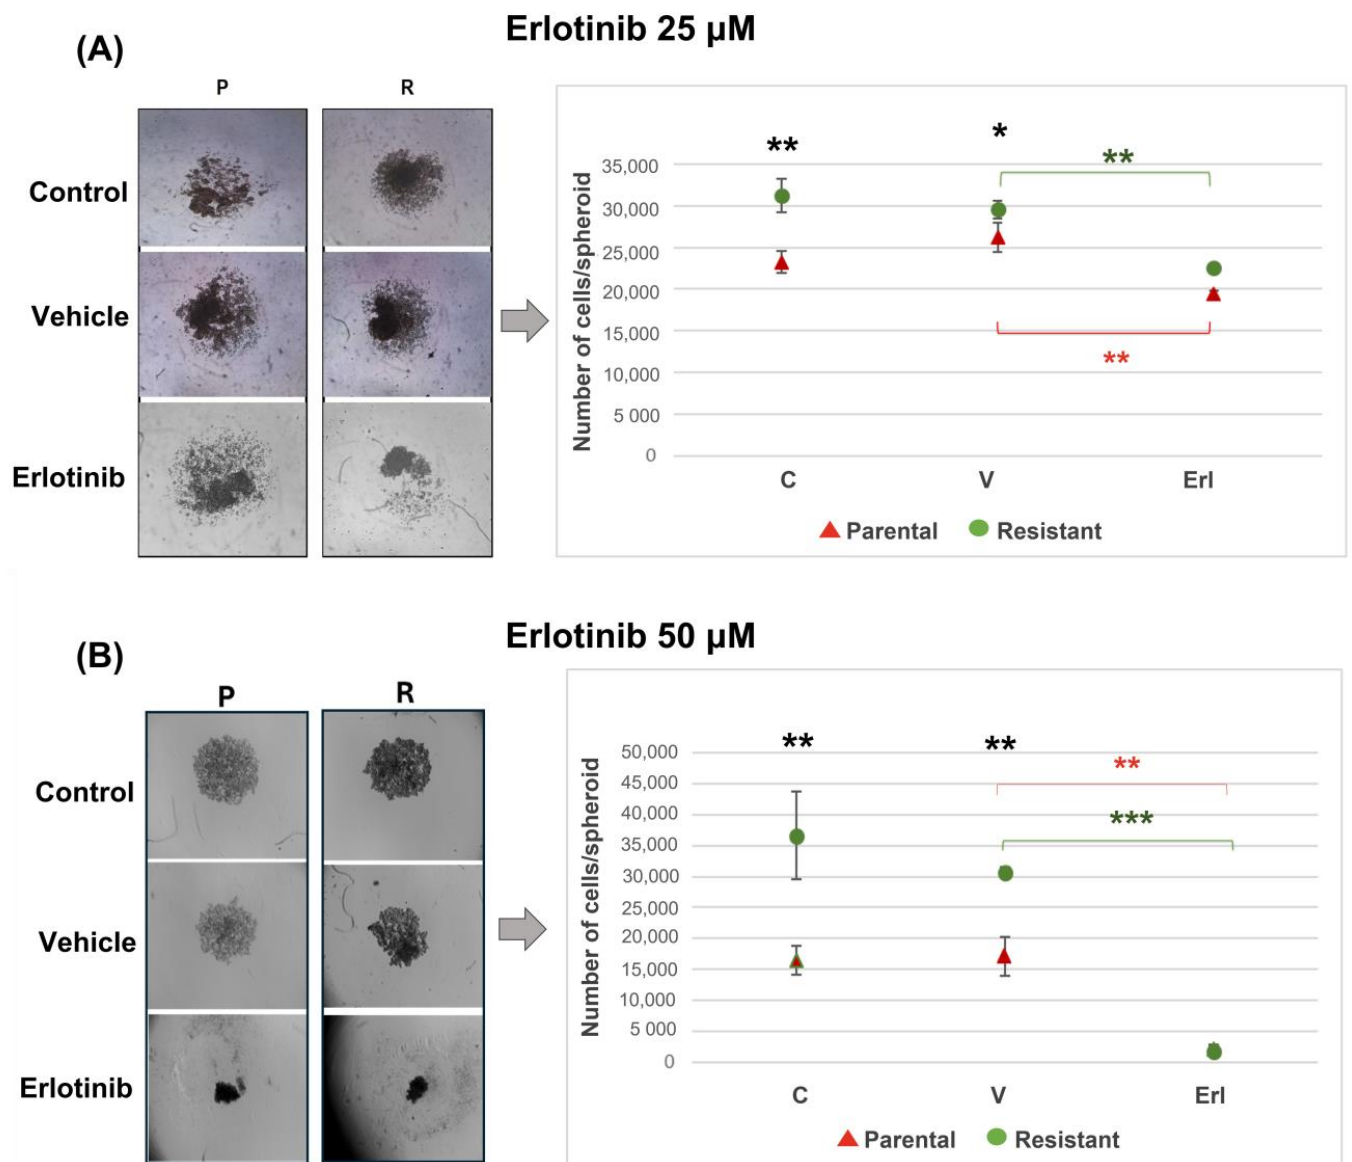 Erlotinib 25 µM
(A)
P
R
Control
Vehicle
Erlotinib
Number of cells/spheroid
** * **
35,000
30,000
25,000
20,000
15,000
**
10,000
5 000
0
C V Erl
Parental Resistant
Erlotinib 50 µM
(B)
P R
Control
Vehicle
Erlotinib
Number of cells/spheroid
** ** **
50,000
45,000
40,000
***
35,000
30,000
25,000
20,000
15,000
10,000
5 000
0
C V Erl
Parental Resistant